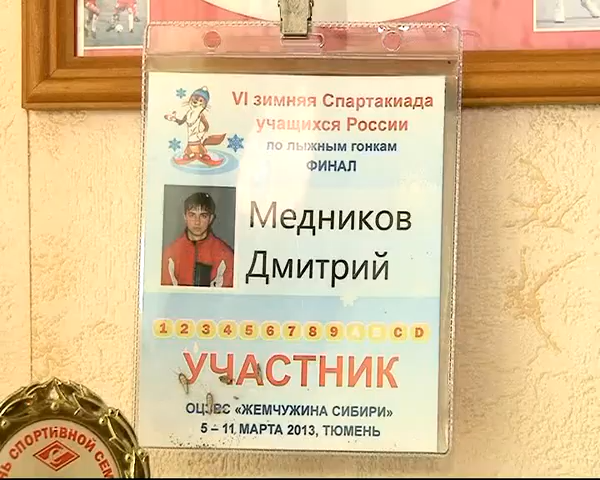 VI зимняя Спартакиада
учащихся России
по лыжным гонкам
ФИНАЛ
Медников
Дмитрий
1 2 3 4 5 6 7 8 9 A B C D
УЧАСТНИК
ОЦЗВС «ЖЕМЧУЖИНА СИБИРИ»
5 – 11 МАРТА 2013, ТЮМЕНЬ
СПОРТИВНОЙ